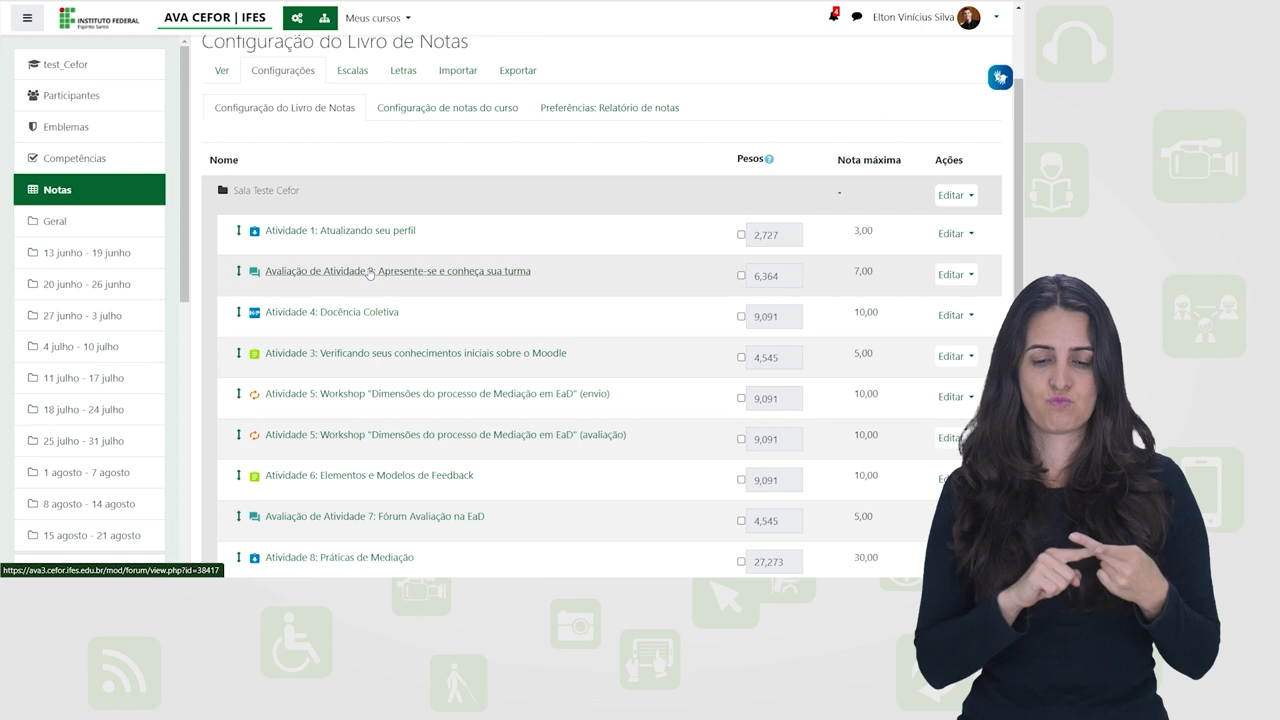 INSTITUTO FEDERAL
Espírito Santo
AVA CEFOR | IFES
Meus cursos
4
Elton Vinícius Silva
Configuração do Livro de Notas
Ver
Configurações
Escalas
Letras
Importar
Exportar
Configuração do Livro de Notas
Configuração de notas do curso
Preferências: Relatório de notas
test_Cefor
Participantes
Emblemas
Competências
Notas
Geral
13 junho - 19 junho
20 junho - 26 junho
27 junho - 3 julho
4 julho - 10 julho
11 julho - 17 julho
18 julho - 24 julho
25 julho - 31 julho
1 agosto - 7 agosto
8 agosto - 14 agosto
15 agosto - 21 agosto
Nome Pesos ? Nota máxima Ações
Sala Teste Cefor - Editar
Atividade 1: Atualizando seu perfil 2,727 3,00 Editar
Avaliação de Atividade : Apresente-se e conheça sua turma 6,364 7,00 Editar
H-P Atividade 4: Docência Coletiva 9,091 10,00 Editar
Atividade 3: Verificando seus conhecimentos iniciais sobre o Moodle 4,545 5,00 Editar
Atividade 5: Workshop "Dimensões do processo de Mediação em EaD" (envio) 9,091 10,00 Editar
Atividade 5: Workshop "Dimensões do processo de Mediação em EaD" (avaliação) 9,091 10,00
Atividade 6: Elementos e Modelos de Feedback 9,091 10,00
Avaliação de Atividade 7: Fórum Avaliação na EaD 4,545 5,00
Atividade 8: Práticas de Mediação 27,273 30,00
https://ava3.cefor.ifes.edu.br/mod/forum/view.php?id=38417